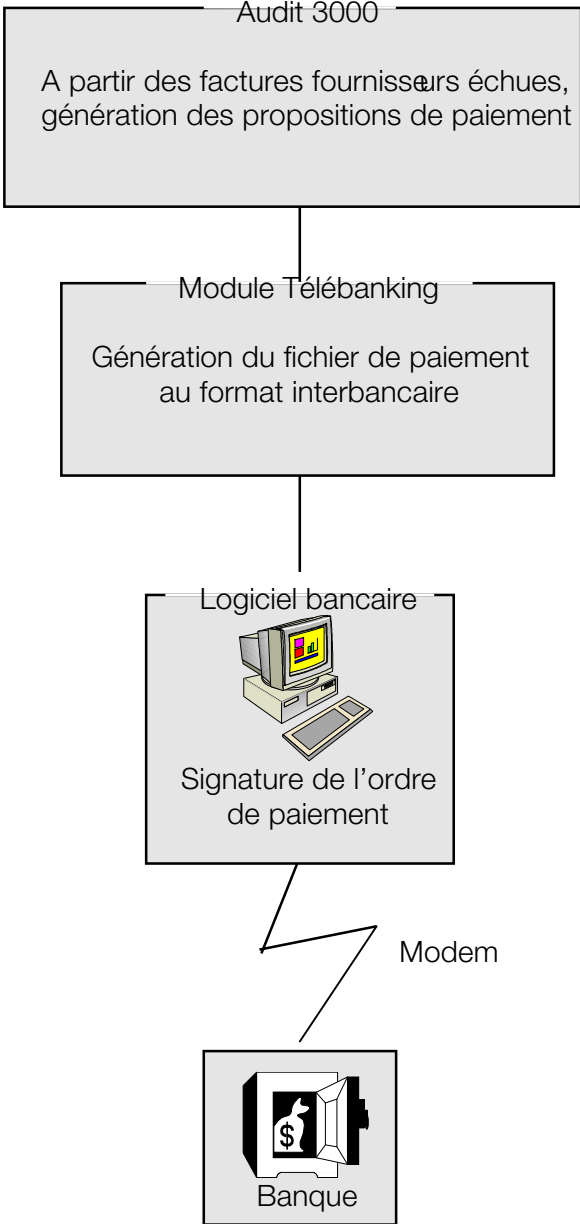 Audit 3000
A partir des factures fournisseurs échues,
génération des propositions de paiement
Module Télébanking
Génération du fichier de paiement
au format interbancaire
Logiciel bancaire
Signature de l'ordre
de paiement
Modem
$
Banque